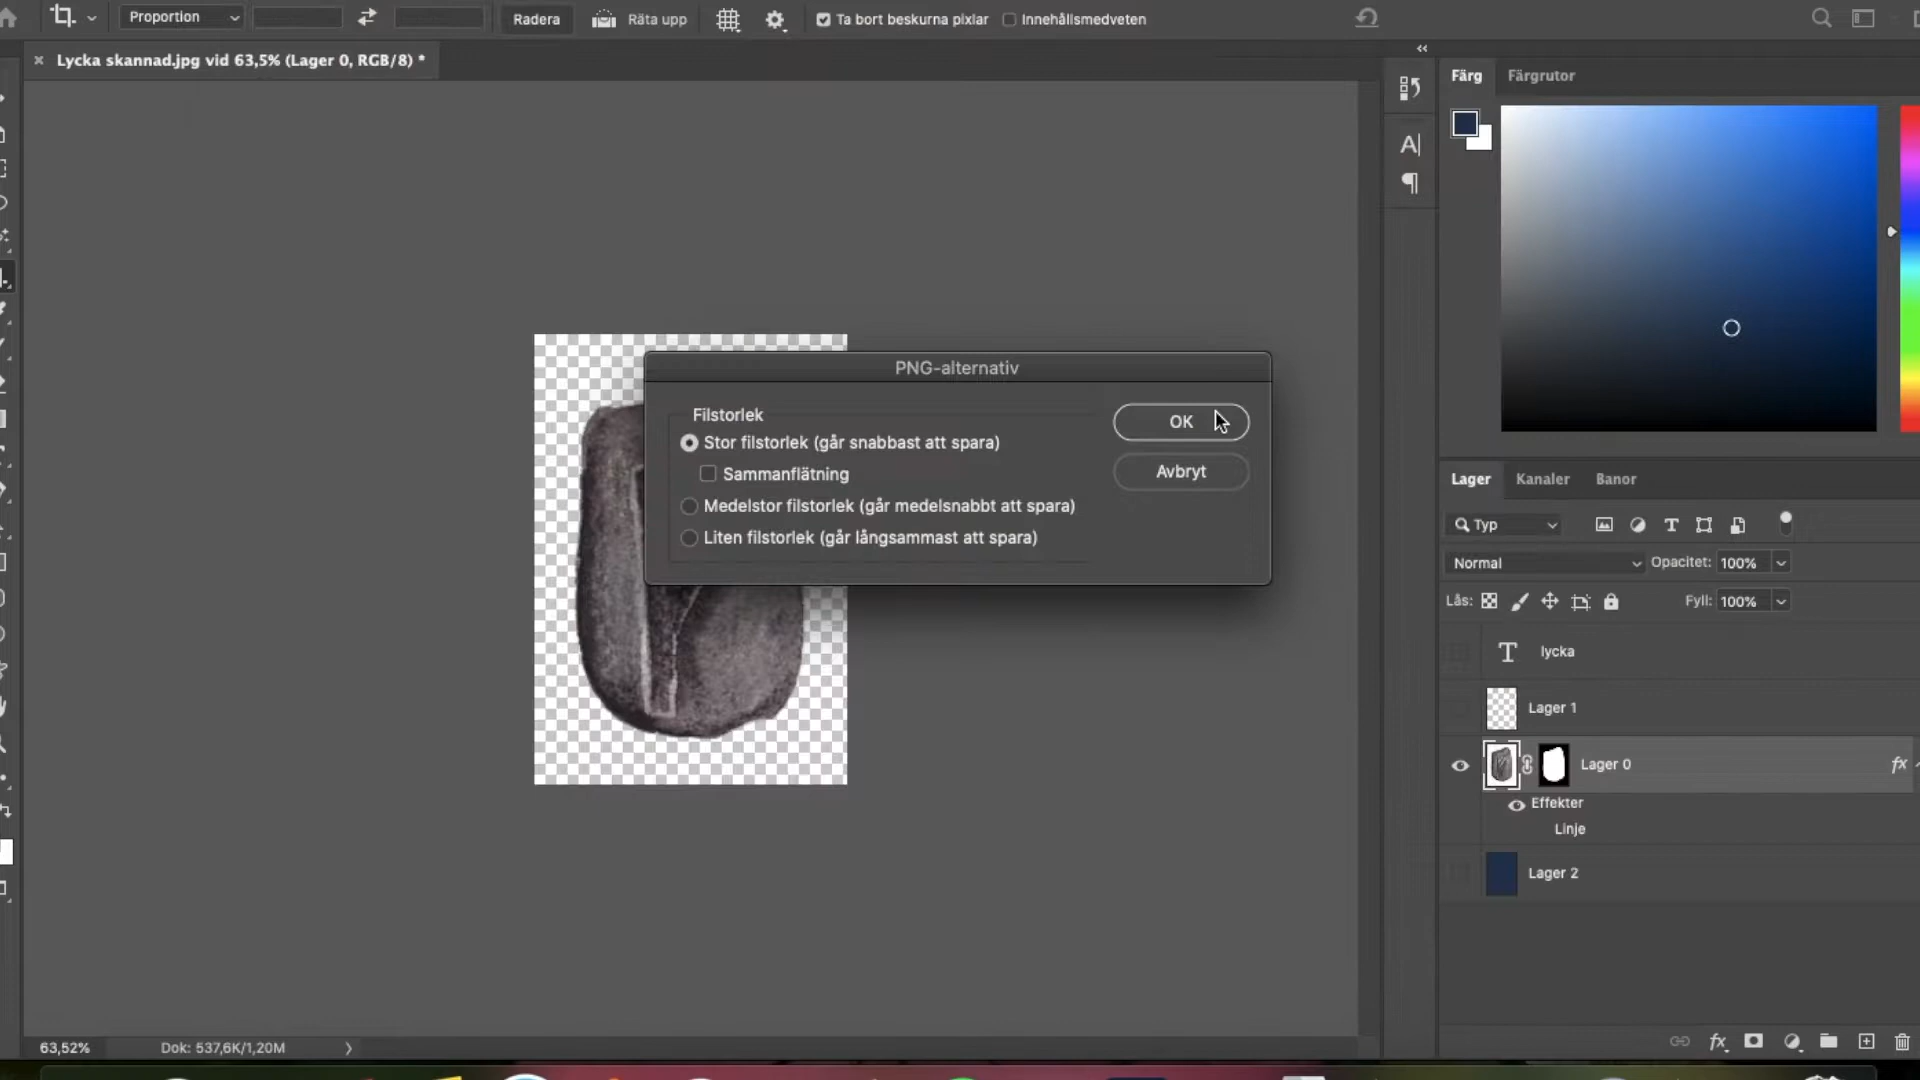 Proportion
Radera
Räta upp
Ta bort beskurna pixlar
Innehållsmedveten
Lycka skannad.jpg vid 63,5% (Lager 0, RGB/8) *
Färg
Färgrutor
PNG-alternativ
Filstorlek
Stor filstorlek (går snabbast att spara)
Sammanflätning
Medelstor filstorlek (går medelsnabbt att spara)
Liten filstorlek (går långsammast att spara)
OK
Avbryt
Lager
Kanaler
Banor
Typ
Normal
Opacitet: 100%
Lås:
Fyll: 100%
lycka
Lager 1
Lager 0
fx
Effekter
Linje
Lager 2
63,52%
Dok: 537,6K/1,20M
fx